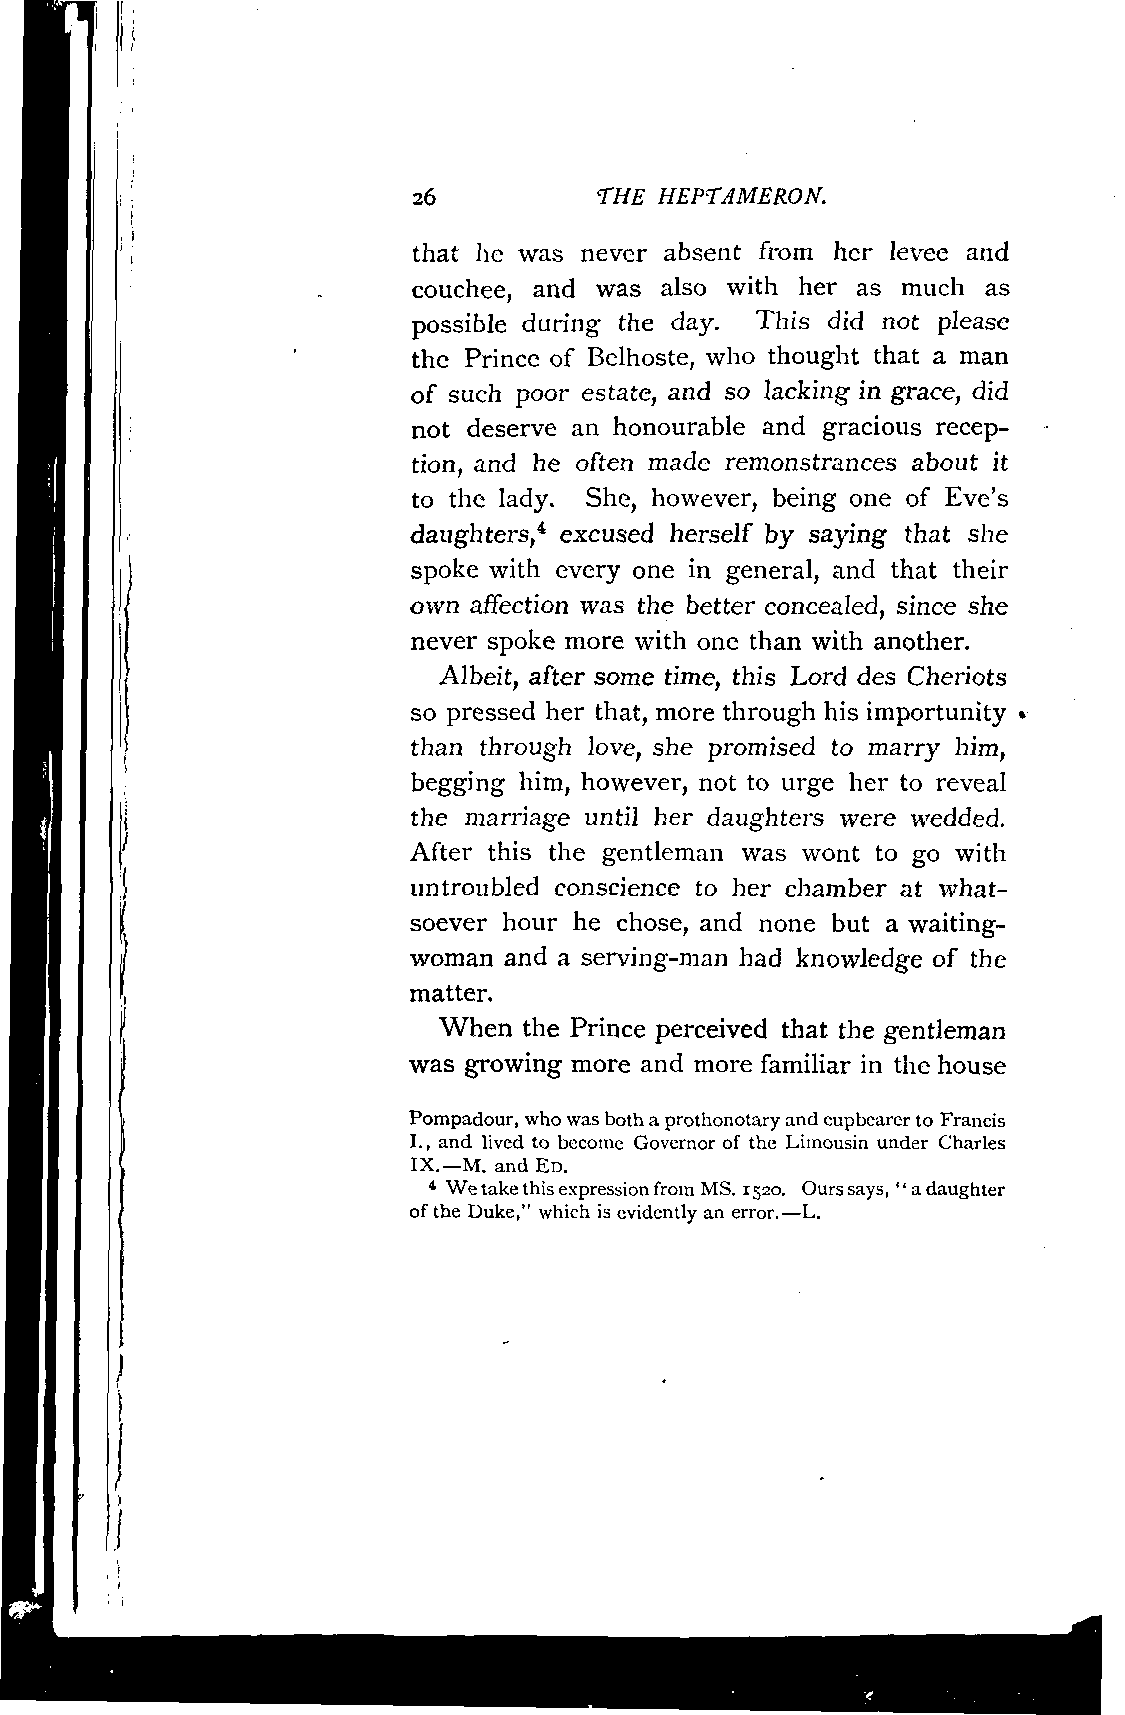 26 THE HEPTAMERON.
that he was never absent from her levee and
couchee, and was also with her as much as
possible during the day. This did not please
the Prince of Belhoste, who thought that a man
of such poor estate, and so lacking in grace, did
not deserve an honourable and gracious recep-
tion, and he often made remonstrances about it
to the lady. She, however, being one of Eve's
daughters,⁴ excused herself by saying that she
spoke with every one in general, and that their
own affection was the better concealed, since she
never spoke more with one than with another.
Albeit, after some time, this Lord des Cheriots
so pressed her that, more through his importunity
than through love, she promised to marry him,
begging him, however, not to urge her to reveal
the marriage until her daughters were wedded.
After this the gentleman was wont to go with
untroubled conscience to her chamber at what-
soever hour he chose, and none but a waiting-
woman and a serving-man had knowledge of the
matter.
When the Prince perceived that the gentleman
was growing more and more familiar in the house
Pompadour, who was both a prothonotary and cupbearer to Francis
I., and lived to become Governor of the Limousin under Charles
IX.—M. and ED.
⁴ We take this expression from MS. 1520. Ours says, "a daughter
of the Duke," which is evidently an error.—L.